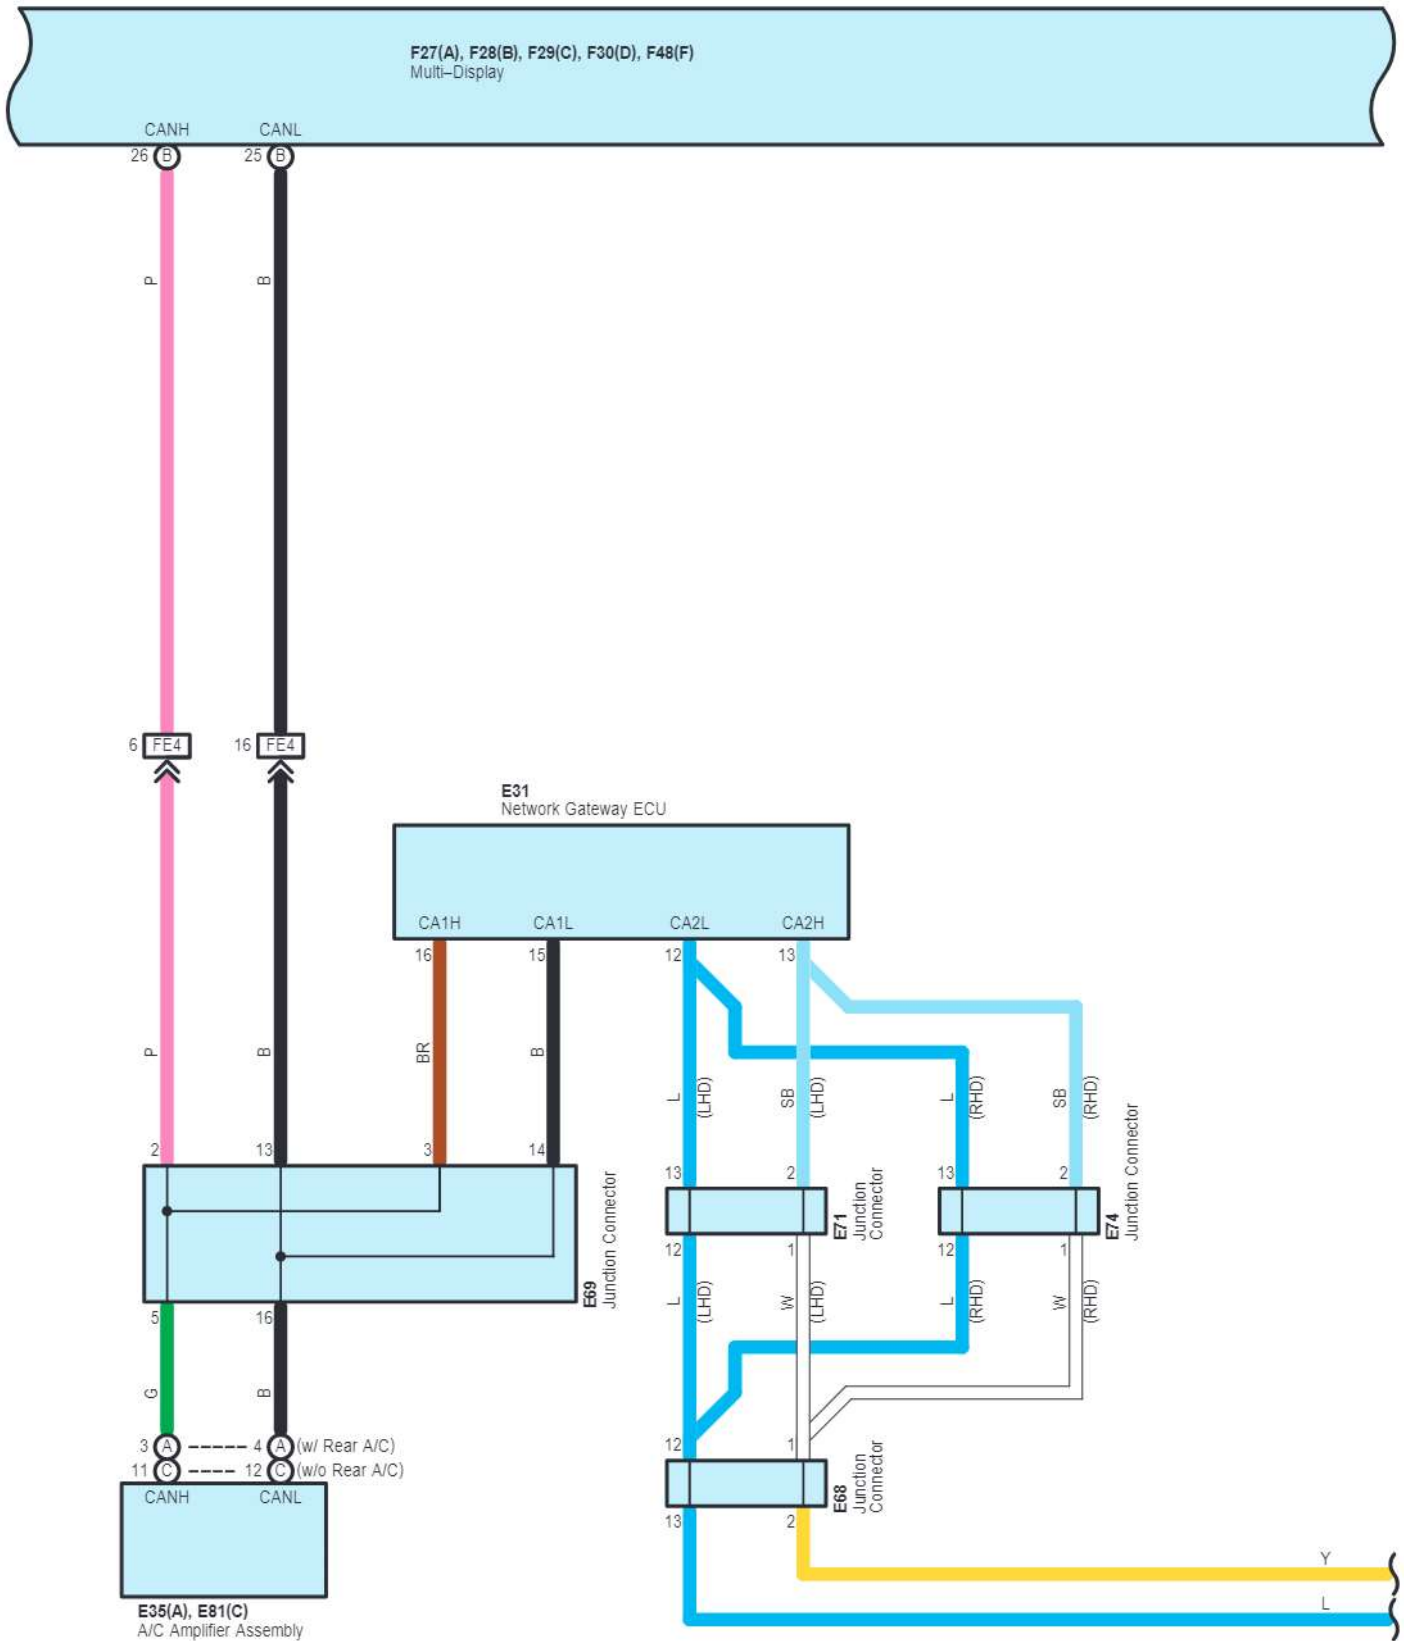 F27(A), F28(B), F29(C), F30(D), F48(F)
Multi–Display
CANH CANL
26 B 25 B
P B
6 FE4 16 FE4
E31
Network Gateway ECU
CA1H CA1L CA2L CA2H
16 15 12 13
P B BR B
L (LHD) SB (LHD) L (RHD) SB (RHD)
2 13 3 14
13 2 13 2
E69
Junction Connector
E71
Junction
Connector
E74
Junction Connector
12 1 12 1
L (LHD) W (LHD) L (RHD) W (RHD)
5 16
G B
3 A 4 A (w/ Rear A/C)
11 C 12 C (w/o Rear A/C)
CANH CANL
12 1
E68
Junction
Connector
13 2
Y
L
E35(A), E81(C)
A/C Amplifier Assembly